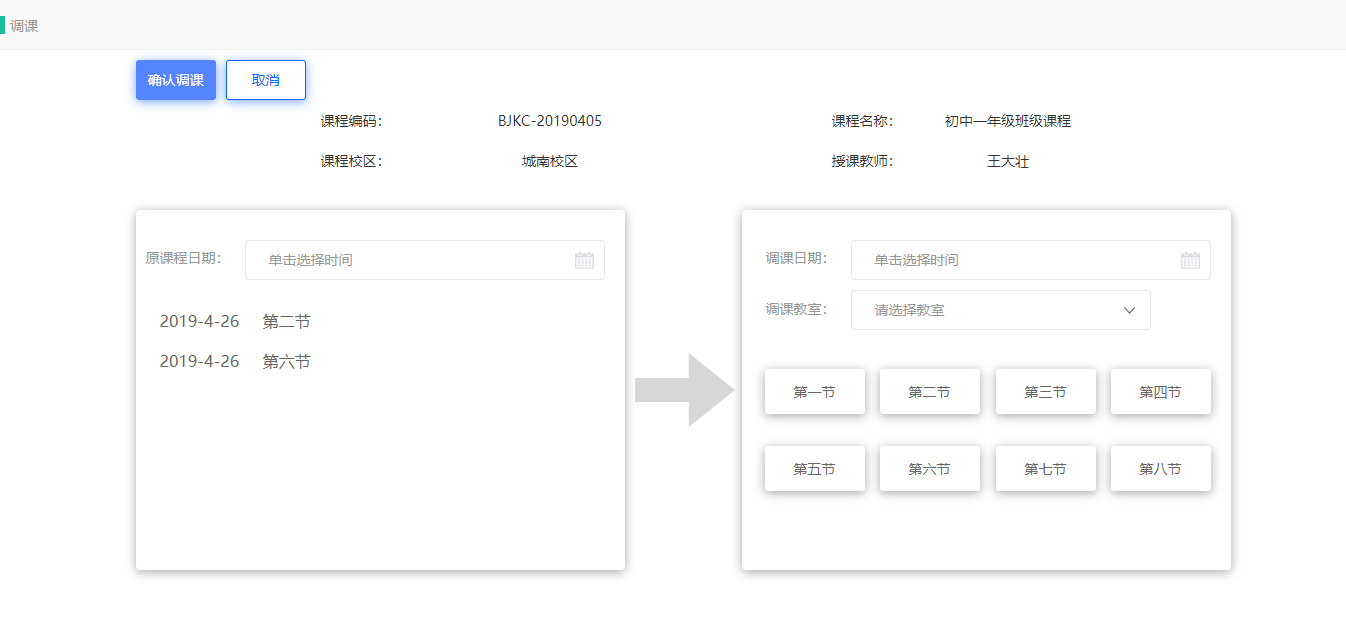 调课
确认调课 取消
课程编码： BJKC-20190405 课程名称： 初中一年级班级课程
课程校区： 城南校区 授课教师： 王大壮
原课程日期： 单击选择时间
2019-4-26 第二节
2019-4-26 第六节
调课日期： 单击选择时间
调课教室： 请选择教室
第一节 第二节 第三节 第四节
第五节 第六节 第七节 第八节